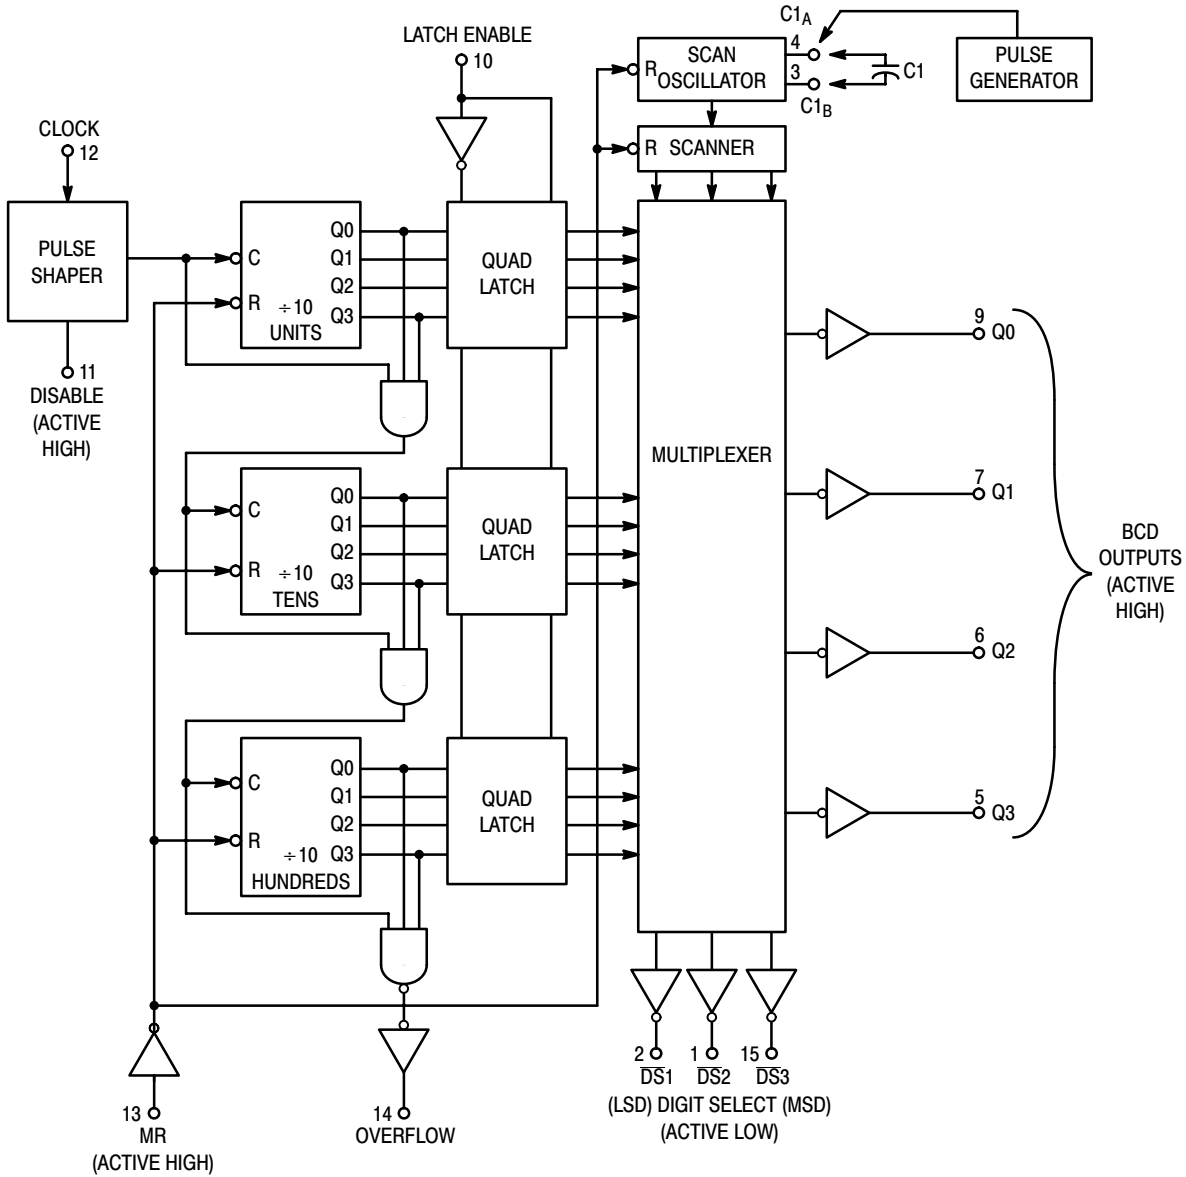 LATCH ENABLE
10
C1A
4
3
C1B
C1
SCAN
OSCILLATOR
R
PULSE
GENERATOR
R SCANNER
CLOCK
12
PULSE
SHAPER
11
DISABLE
(ACTIVE
HIGH)
C
R
÷10
UNITS
Q0
Q1
Q2
Q3
QUAD
LATCH
C
R
÷10
TENS
Q0
Q1
Q2
Q3
QUAD
LATCH
C
R
÷10
HUNDREDS
Q0
Q1
Q2
Q3
QUAD
LATCH
MULTIPLEXER
9
Q0
7
Q1
6
Q2
5
Q3
BCD
OUTPUTS
(ACTIVE
HIGH)
13
MR
(ACTIVE HIGH)
14
OVERFLOW
2
1
15
D̅S̅1 D̅S̅2 D̅S̅3
(LSD) DIGIT SELECT (MSD)
(ACTIVE LOW)